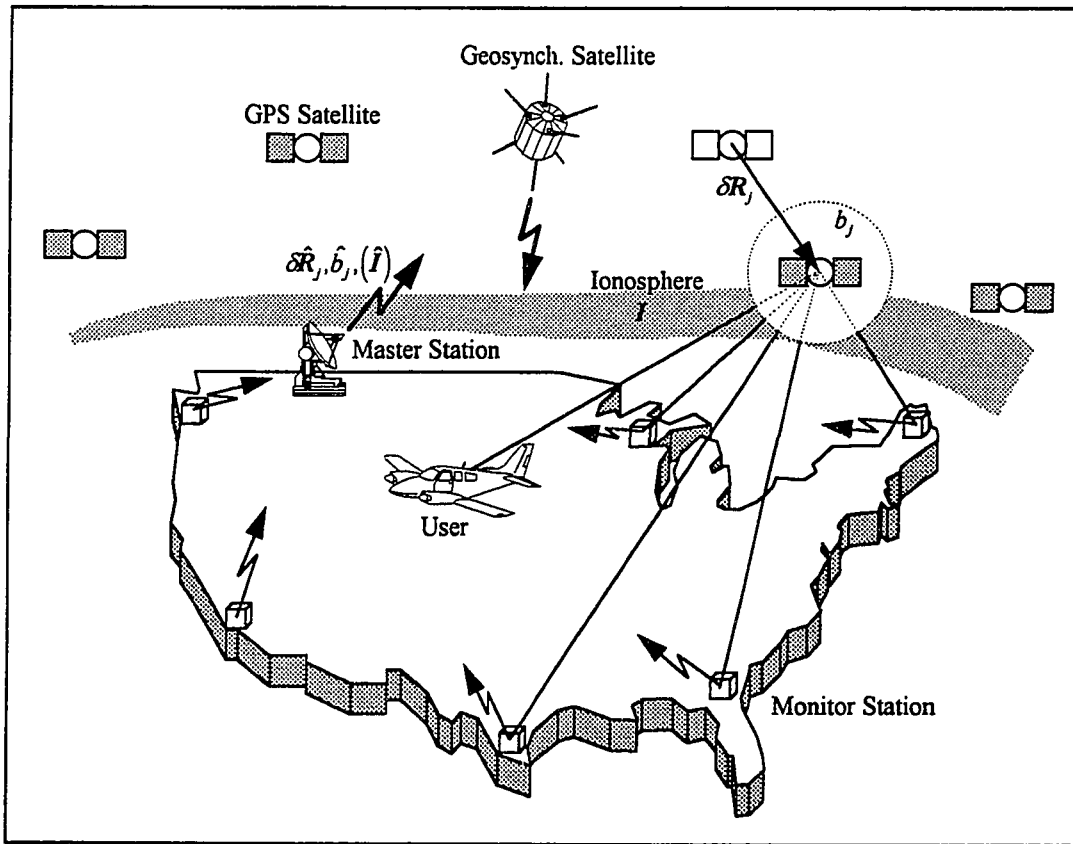 Geosynch. Satellite
GPS Satellite
δR_j
b_j
δR̂_j, b̂_j, (Î)
Ionosphere
I
Master Station
User
Monitor Station